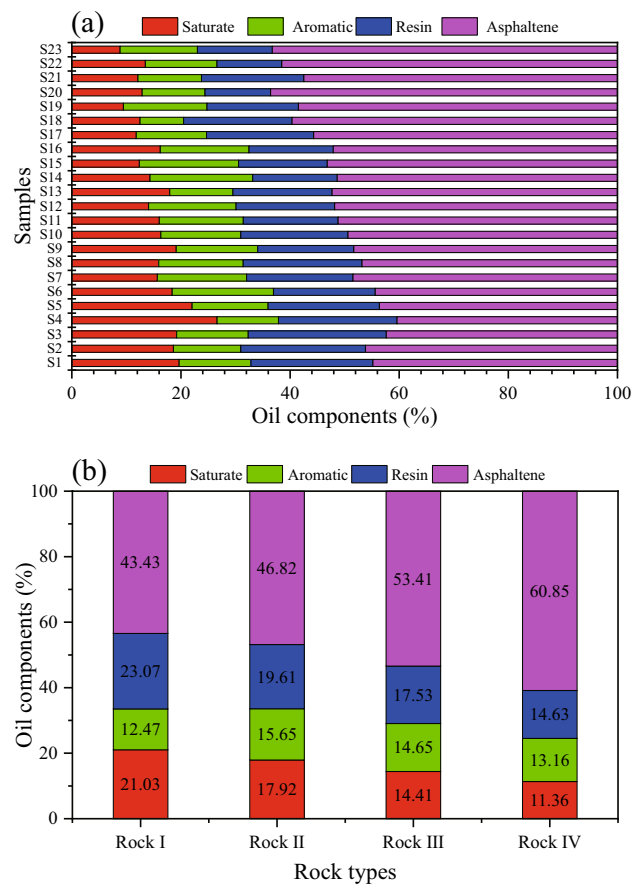 (a)
Saturate Aromatic Resin Asphaltene
S23
S22
S21
S20
S19
S18
S17
S16
S15
S14
S13
S12
S11
S10
S9
S8
S7
S6
S5
S4
S3
S2
S1
Samples
0 20 40 60 80 100
Oil components (%)
(b)
Saturate Aromatic Resin Asphaltene
100
80
60
40
20
0
Oil components (%)
43.43 46.82 53.41 60.85
23.07 19.61 17.53 14.63
12.47 15.65 14.65 13.16
21.03 17.92 14.41 11.36
Rock I Rock II Rock III Rock IV
Rock types